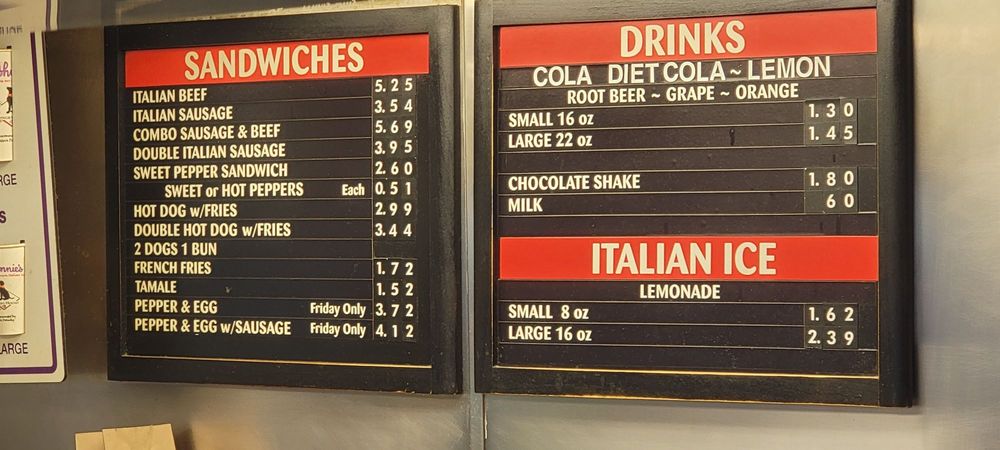 SANDWICHES
ITALIAN BEEF 5.25
ITALIAN SAUSAGE 3.54
COMBO SAUSAGE & BEEF 5.69
DOUBLE ITALIAN SAUSAGE 3.95
SWEET PEPPER SANDWICH 2.60
SWEET or HOT PEPPERS Each 0.51
HOT DOG w/FRIES 2.99
DOUBLE HOT DOG w/FRIES 3.44
2 DOGS 1 BUN
FRENCH FRIES 1.72
TAMALE 1.52
PEPPER & EGG Friday Only 3.72
PEPPER & EGG w/SAUSAGE Friday Only 4.12
DRINKS
COLA DIET COLA ~ LEMON
ROOT BEER ~ GRAPE ~ ORANGE
SMALL 16 oz 1.30
LARGE 22 oz 1.45
CHOCOLATE SHAKE 1.80
MILK 60
ITALIAN ICE
LEMONADE
SMALL 8 oz 1.62
LARGE 16 oz 2.39